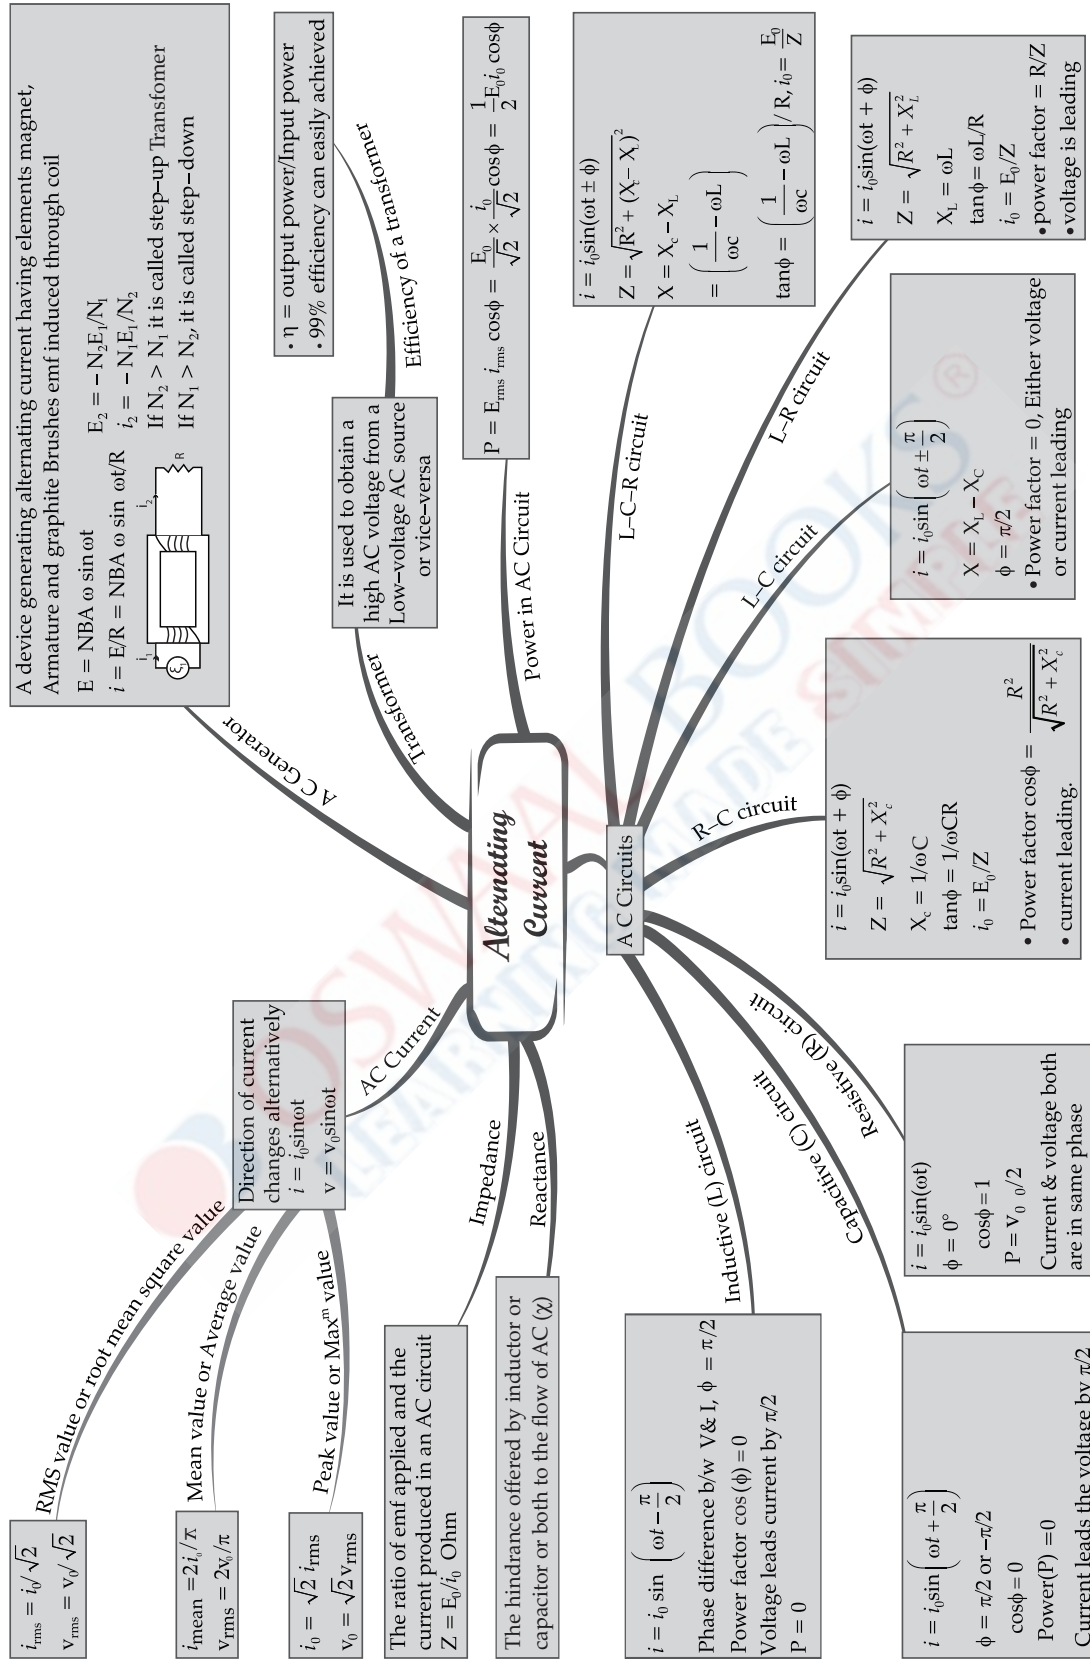 Alternating
Current
AC Current
Direction of current
changes alternatively
i = i₀sinωt
v = v₀sinωt
RMS value or root mean square value
i_rms = i₀/√2
v_rms = v₀/√2
Mean value or Average value
i_mean = 2i₀/π
v_rms = 2v₀/π
Peak value or Maxᵐ value
i₀ = √2 i_rms
v₀ = √2 v_rms
Impedance
The ratio of emf applied and the
current produced in an AC circuit
Z = E₀/i₀ Ohm
Reactance
The hindrance offered by inductor or
capacitor or both to the flow of AC (χ)
A C Generator
A device generating alternating current having elements magnet,
Armature and graphite Brushes emf induced through coil
E = NBA ω sin ωt
i = E/R = NBA ω sin ωt/R
E₂ = – N₂E₁/N₁
i₂ = – N₁E₁/N₂
If N₂ > N₁ it is called step–up Transfomer
If N₁ > N₂, it is called step–down
i₁
ξ₁
i₂
R
Transformer
It is used to obtain a
high AC voltage from a
Low–voltage AC source
or vice–versa
Efficiency of a transformer
• η = output power/Input power
• 99% efficiency can easily achieved
Power in AC Circuit
P = E_rms i_rms cosϕ = E₀/√2 × i₀/√2 cosϕ = 1/2 E₀i₀ cosϕ
A C Circuits
L–C–R circuit
i = i₀sin(ωt ± ϕ)
Z = √(R² + (X_c – X_L)²)
X = X_c – X_L
= (1/ωc – ωL)
tanϕ = (1/ωc – ωL) / R, i₀ = E₀/Z
L–R circuit
i = i₀sin(ωt + ϕ)
Z = √(R² + X_L²)
X_L = ωL
tanϕ = ωL/R
i₀ = E₀/Z
• power factor = R/Z
• voltage is leading
L–C circuit
i = i₀sin(ωt ± π/2)
X = X_L – X_C
ϕ = π/2
• Power factor = 0, Either voltage
or current leading
R–C circuit
i = i₀sin(ωt + ϕ)
Z = √(R² + X_c²)
X_c = 1/ωC
tanϕ = 1/ωCR
i₀ = E₀/Z
• Power factor cosϕ = R²/√(R² + X_c²)
• current leading.
Resistive (R) circuit
i = i₀sin(ωt)
ϕ = 0°
cosϕ = 1
P = v₀ ₀/2
Current & voltage both
are in same phase
Capacitive (C) circuit
i = i₀sin(ωt + π/2)
ϕ = π/2 or –π/2
cosϕ = 0
Power(P) = 0
Current leads the voltage by π/2
Inductive (L) circuit
i = i₀ sin (ωt – π/2)
Phase difference b/w V& I, ϕ = π/2
Power factor cos (ϕ) = 0
Voltage leads current by π/2
P = 0
OSWAAL BOOKS®
LEARNING MADE SIMPLE